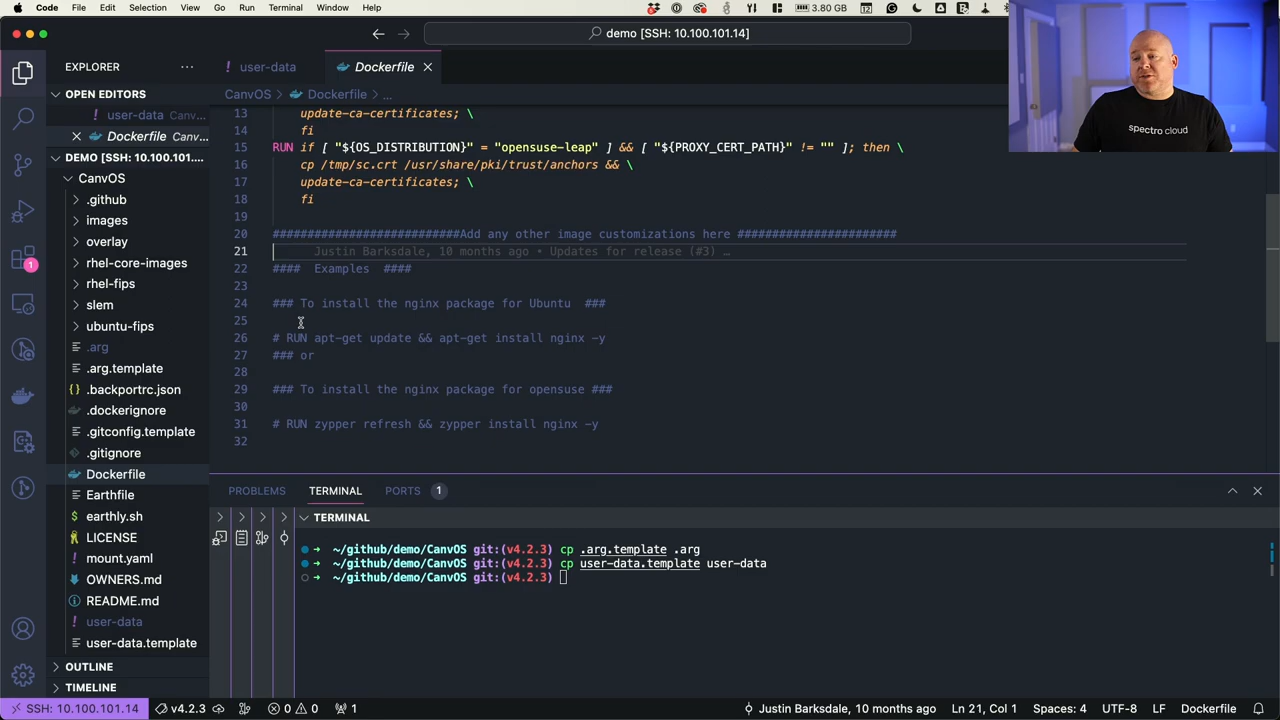 Code File Edit Selection View Go Run Terminal Window Help
3.80 GB
demo [SSH: 10.100.101.14]
EXPLORER
user-data
Dockerfile
spectro cloud
OPEN EDITORS
user-data Canv...
Dockerfile Canv...
DEMO [SSH: 10.100.101....
CanvOS
.github
images
overlay
rhel-core-images
rhel-fips
slem
ubuntu-fips
.arg
.arg.template
.backportrc.json
.dockerignore
.gitconfig.template
.gitignore
Dockerfile
Earthfile
earthly.sh
LICENSE
mount.yaml
OWNERS.md
README.md
user-data
user-data.template
OUTLINE
TIMELINE
1
CanvOS > Dockerfile > ...
13 update-ca-certificates; \
14 fi
15 RUN if [ "${OS_DISTRIBUTION}" = "opensuse-leap" ] && [ "${PROXY_CERT_PATH}" != "" ]; then \
16 cp /tmp/sc.crt /usr/share/pki/trust/anchors && \
17 update-ca-certificates; \
18 fi
19
20 ###########################Add any other image customizations here #######################
21 Justin Barksdale, 10 months ago • Updates for release (#3) …
22 #### Examples ####
23
24 ### To install the nginx package for Ubuntu ###
25
26 # RUN apt-get update && apt-get install nginx -y
27 ### or
28
29 ### To install the nginx package for opensuse ###
30
31 # RUN zypper refresh && zypper install nginx -y
32
PROBLEMS TERMINAL PORTS 1
TERMINAL
~/github/demo/CanvOS git:(v4.2.3) cp .arg.template .arg
~/github/demo/CanvOS git:(v4.2.3) cp user-data.template user-data
~/github/demo/CanvOS git:(v4.2.3)
SSH: 10.100.101.14 v4.2.3 0 0 1 Justin Barksdale, 10 months ago Ln 21, Col 1 Spaces: 4 UTF-8 LF Dockerfile